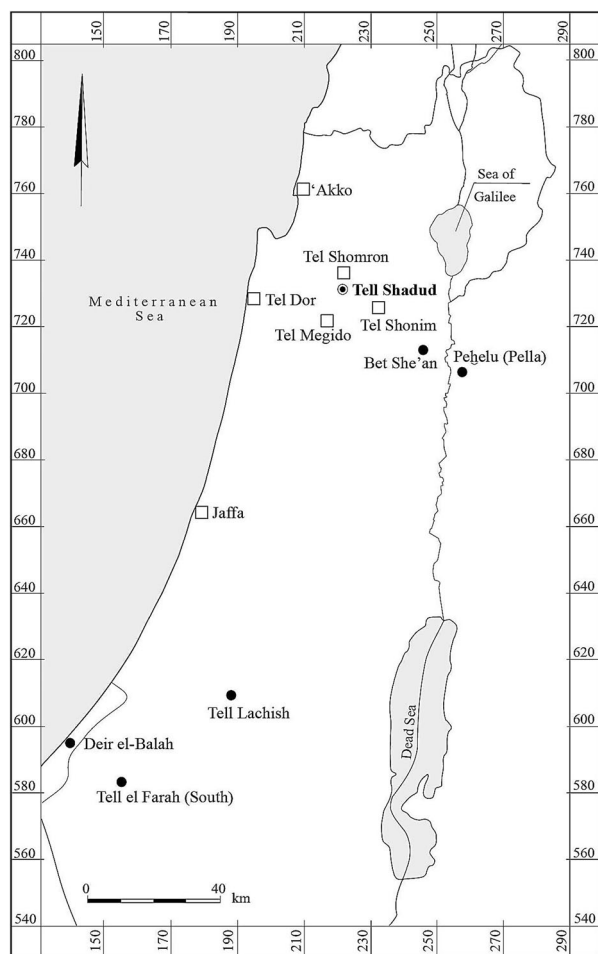 150 170 190 210 230 250 270 290
800 800
780 780
760 760
740 740
720 720
700 700
680 680
660 660
640 640
620 620
600 600
580 580
560 560
540 540
Sea of
Galilee
‘Akko
Tel Shomron
Tell Shadud
Mediterranean
Sea
Tel Dor
Tel Megido
Tel Shonim
Bet She’an
Peḥelu (Pella)
Jaffa
Tell Lachish
Dead Sea
Deir el-Balah
Tell el Farah (South)
0 40
km
150 170 190 210 230 250 270 290